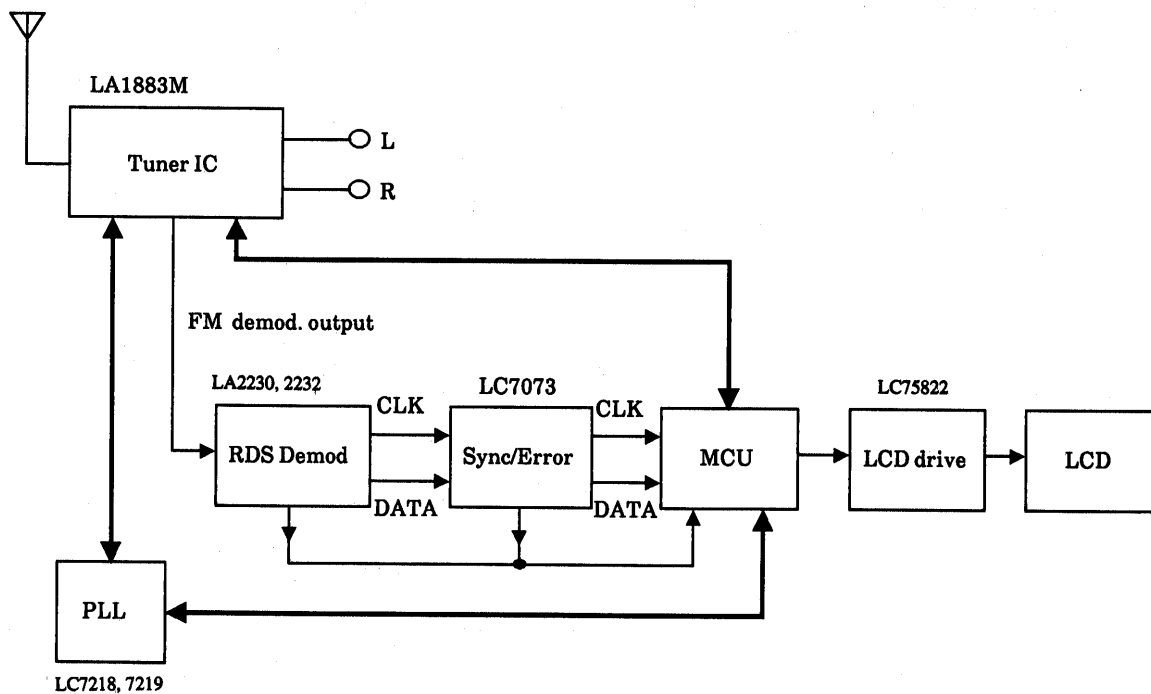 LA1883M
Tuner IC
L
R
FM demod. output
LA2230, 2232
RDS Demod
CLK
DATA
LC7073
Sync/Error
CLK
DATA
MCU
LC75822
LCD drive
LCD
PLL
LC7218, 7219